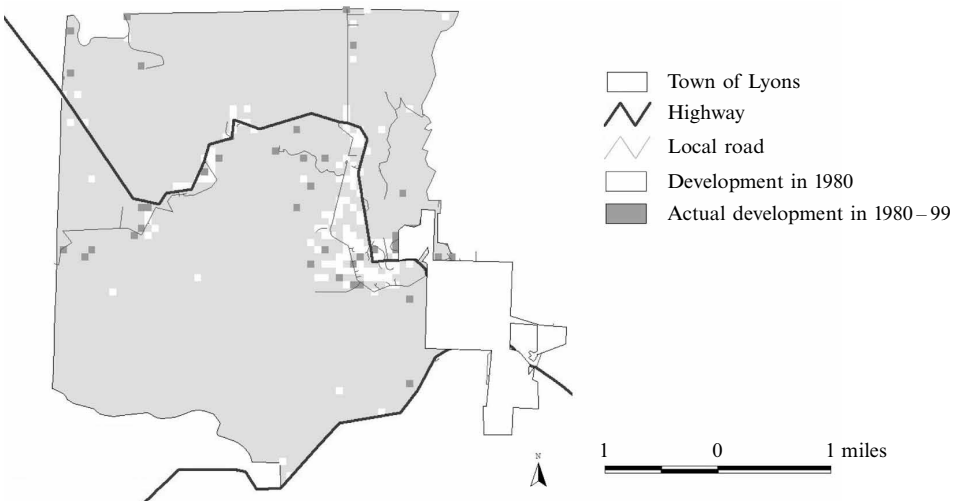 Town of Lyons
Highway
Local road
Development in 1980
Actual development in 1980–99
N
1 0 1 miles